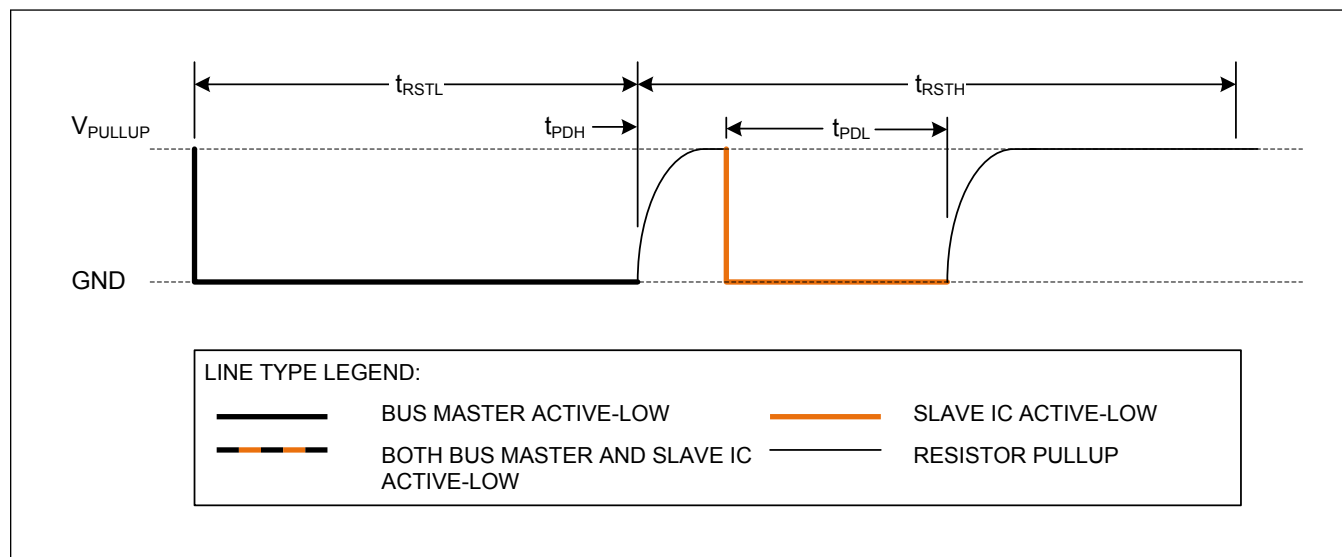 tRSTL
tRSTH
VPULLUP
tPDH
tPDL
GND
LINE TYPE LEGEND:
BUS MASTER ACTIVE-LOW
SLAVE IC ACTIVE-LOW
BOTH BUS MASTER AND SLAVE IC
ACTIVE-LOW
RESISTOR PULLUP